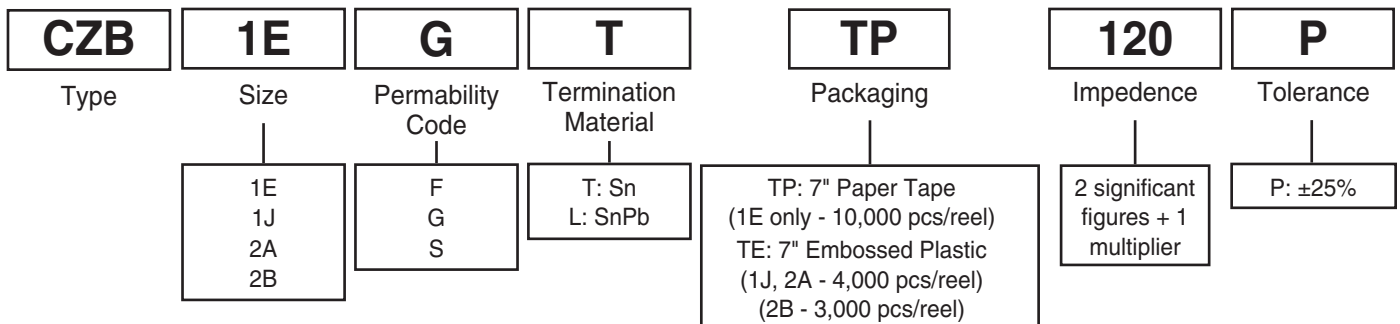 CZB 1E G T TP 120 P
Type Size Permability Code Termination Material Packaging Impedence Tolerance
1E
1J
2A
2B
F
G
S
T: Sn
L: SnPb
TP: 7" Paper Tape
(1E only - 10,000 pcs/reel)
TE: 7" Embossed Plastic
(1J, 2A - 4,000 pcs/reel)
(2B - 3,000 pcs/reel)
2 significant
figures + 1
multiplier
P: ±25%